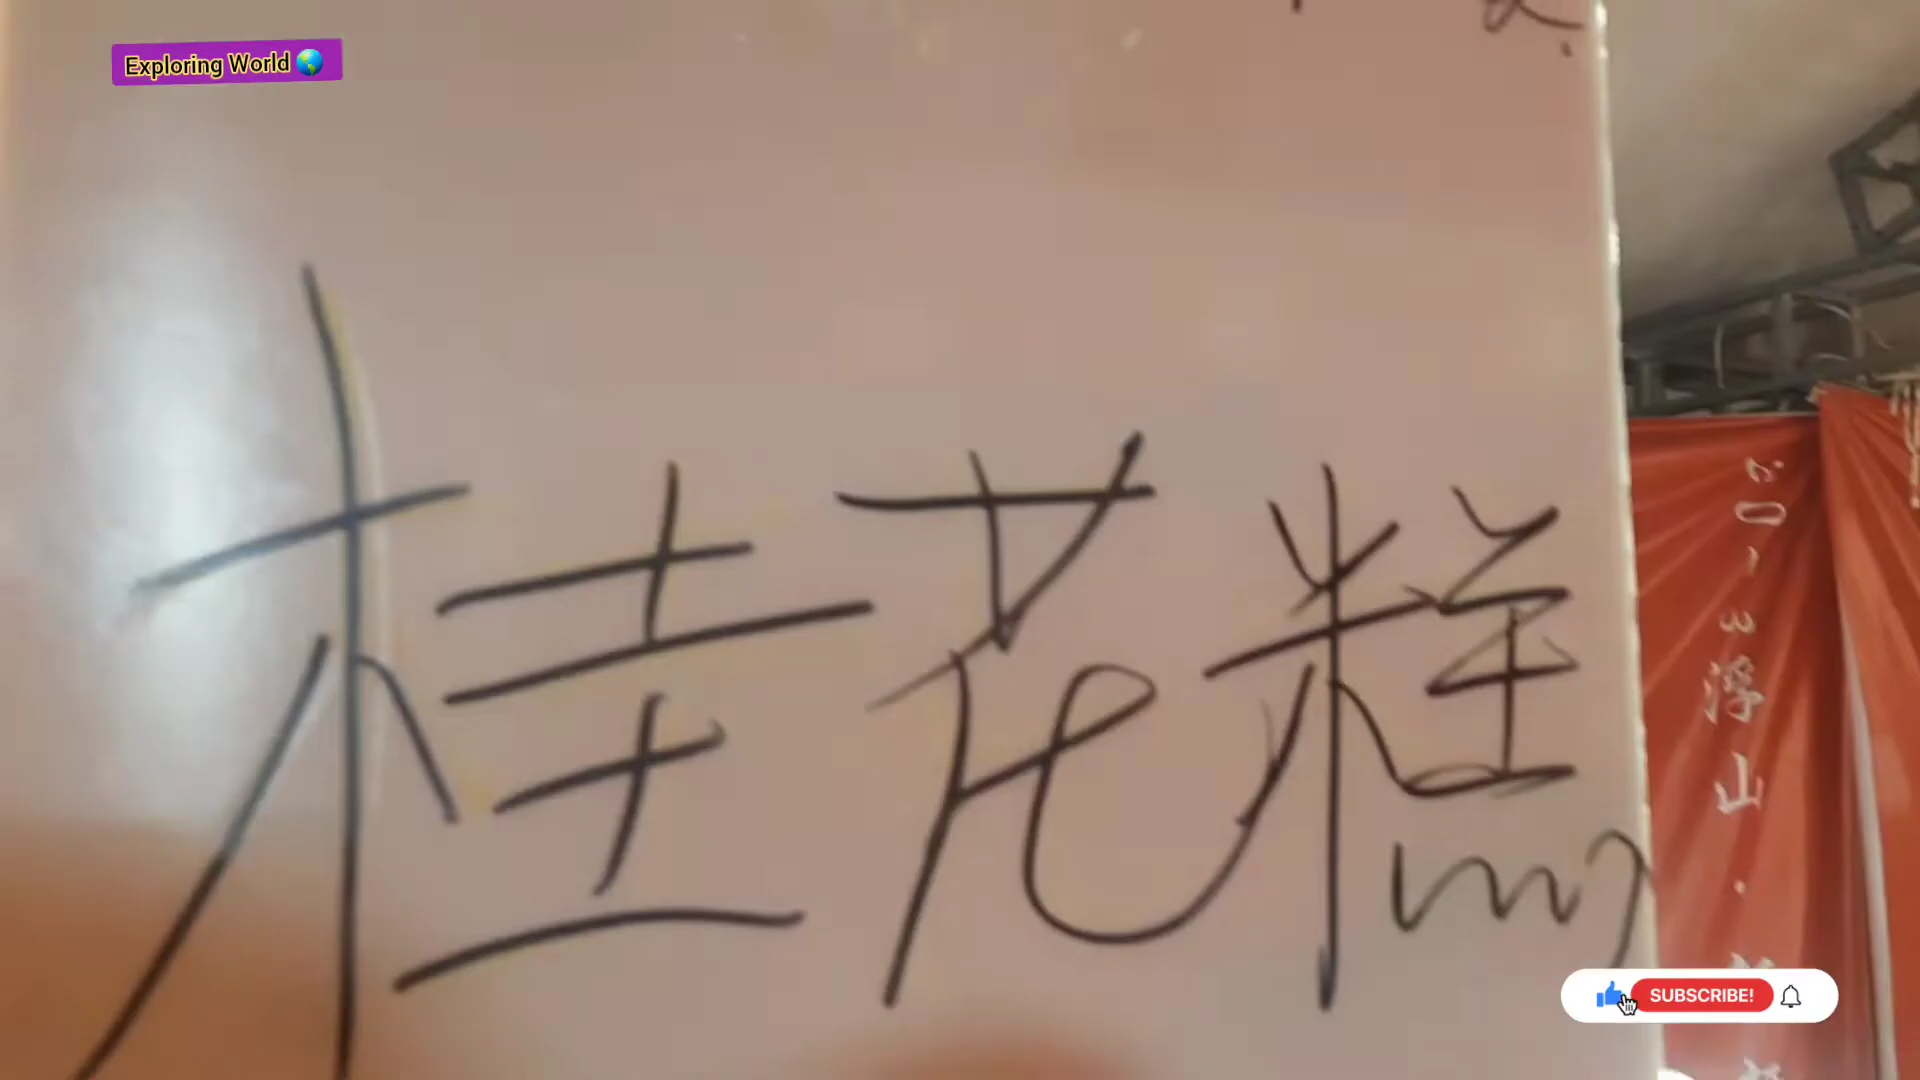 Exploring World 🌏
桂花糕
浮山
SUBSCRIBE!